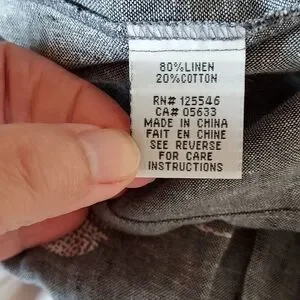 80%LINEN
20%COTTON
RN# 125546
CA# 05633
MADE IN CHINA
FAIT EN CHINE
SEE REVERSE
FOR CARE
INSTRUCTIONS